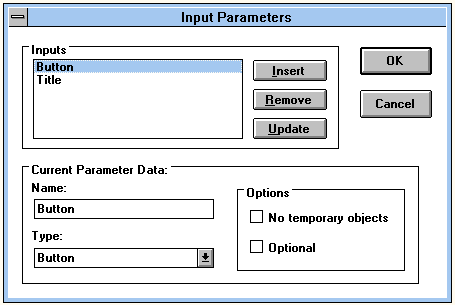 Input Parameters
Inputs
Button
Title
Insert
Remove
Update
OK
Cancel
Current Parameter Data:
Name:
Button
Type:
Button
Options
No temporary objects
Optional